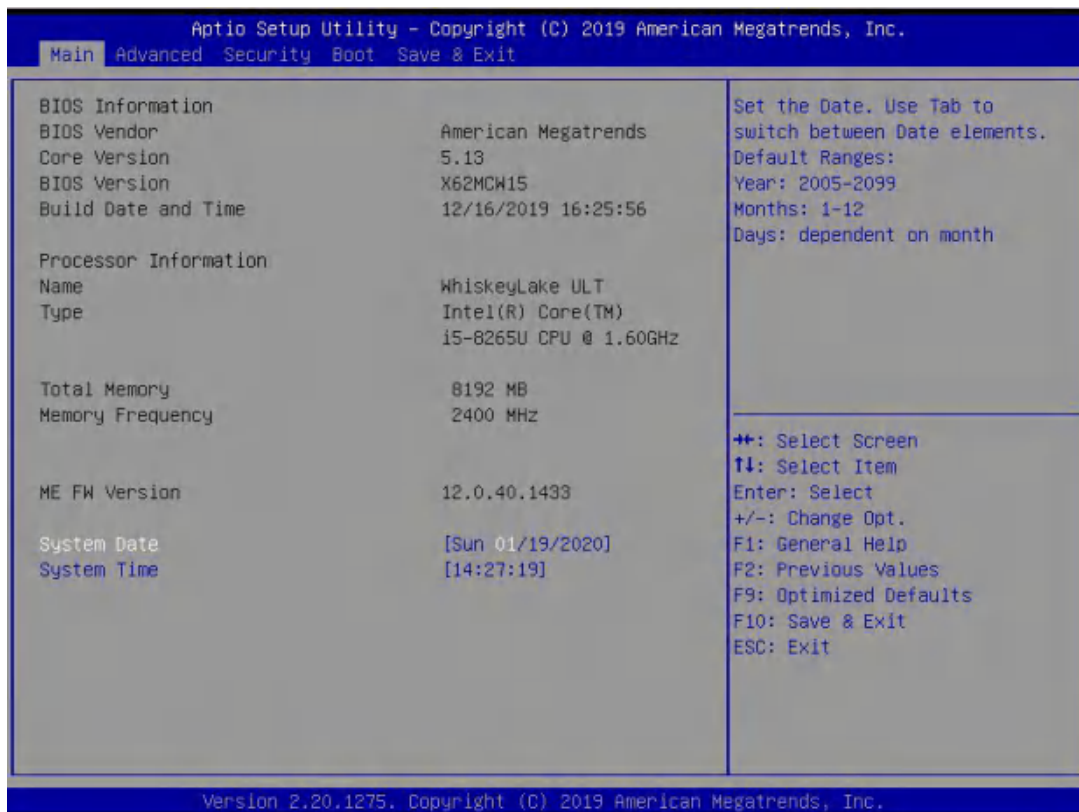 Aptio Setup Utility – Copyright (C) 2019 American Megatrends, Inc.
Main Advanced Security Boot Save & Exit
BIOS Information
BIOS Vendor American Megatrends
Core Version 5.13
BIOS Version X62MCW15
Build Date and Time 12/16/2019 16:25:56
Processor Information
Name WhiskeyLake ULT
Type Intel(R) Core(TM)
i5-8265U CPU @ 1.60GHz
Total Memory 8192 MB
Memory Frequency 2400 MHz
ME FW Version 12.0.40.1433
System Date [Sun 01/19/2020]
System Time [14:27:19]
Set the Date. Use Tab to
switch between Date elements.
Default Ranges:
Year: 2005-2099
Months: 1-12
Days: dependent on month
→←: Select Screen
↑↓: Select Item
Enter: Select
+/-: Change Opt.
F1: General Help
F2: Previous Values
F9: Optimized Defaults
F10: Save & Exit
ESC: Exit
Version 2.20.1275. Copyright (C) 2019 American Megatrends, Inc.